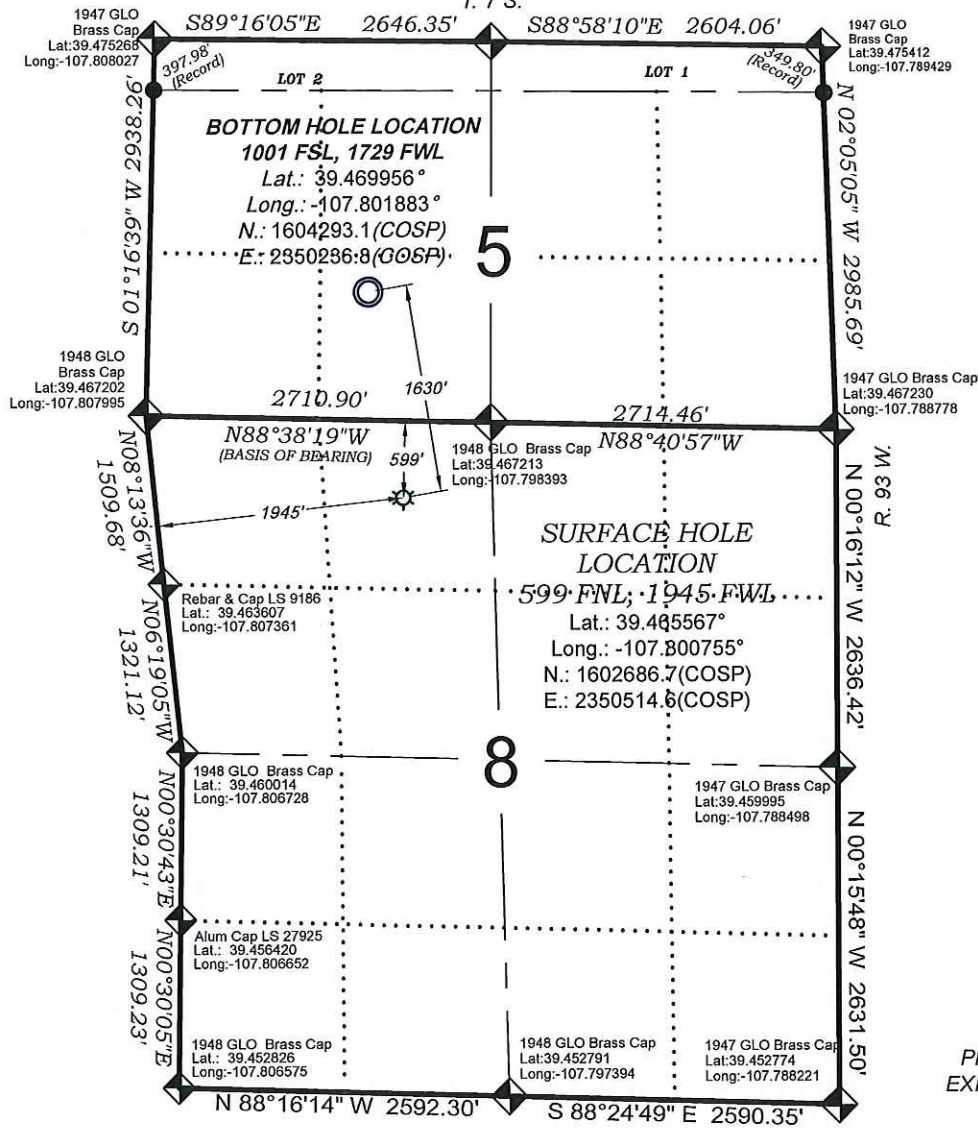 T. 7 S.
1947 GLO
Brass Cap
Lat:39.475268
Long:-107.808027
S89°16'05"E 2646.35'
S88°58'10"E 2604.06'
1947 GLO
Brass Cap
Lat:39.475412
Long:-107.789429
397.98'
(Record)
LOT 2
LOT 1
349.80'
(Record)
S 01°16'39" W 2938.26'
N 02°05'05" W 2985.69'
BOTTOM HOLE LOCATION
1001 FSL, 1729 FWL
Lat.: 39.469956°
Long.: -107.801883°
N.: 1604293.1(COSP)
E.: 2350236.8(COSP)
5
1948 GLO
Brass Cap
Lat:39.467202
Long:-107.807995
1630'
1947 GLO Brass Cap
Lat:39.467230
Long:-107.788778
2710.90'
N88°38'19"W
(BASIS OF BEARING)
2714.46'
N88°40'57"W
599'
1948 GLO Brass Cap
Lat:39.467213
Long:-107.798393
R. 93 W.
N08°13'36"W
1509.68'
1945'
N 00°16'12" W 2636.42'
SURFACE HOLE
LOCATION
599 FNL, 1945 FWL
Lat.: 39.465567°
Long.: -107.800755°
N.: 1602686.7(COSP)
E.: 2350514.6(COSP)
Rebar & Cap LS 9186
Lat.: 39.463607
Long:-107.807361
N06°19'05"W
1321.12'
8
1948 GLO Brass Cap
Lat.: 39.460014
Long:-107.806728
1947 GLO Brass Cap
Lat:39.459995
Long:-107.788498
N00°30'43"E
1309.21'
N 00°15'48" W 2631.50'
Alum Cap LS 27925
Lat.: 39.456420
Long:-107.806652
N00°30'05"E
1309.23'
1948 GLO Brass Cap
Lat.: 39.452826
Long:-107.806575
1948 GLO Brass Cap
Lat:39.452791
Long:-107.797394
1947 GLO Brass Cap
Lat:39.452774
Long:-107.788221
N 88°16'14" W 2592.30'
S 88°24'49" E 2590.35'